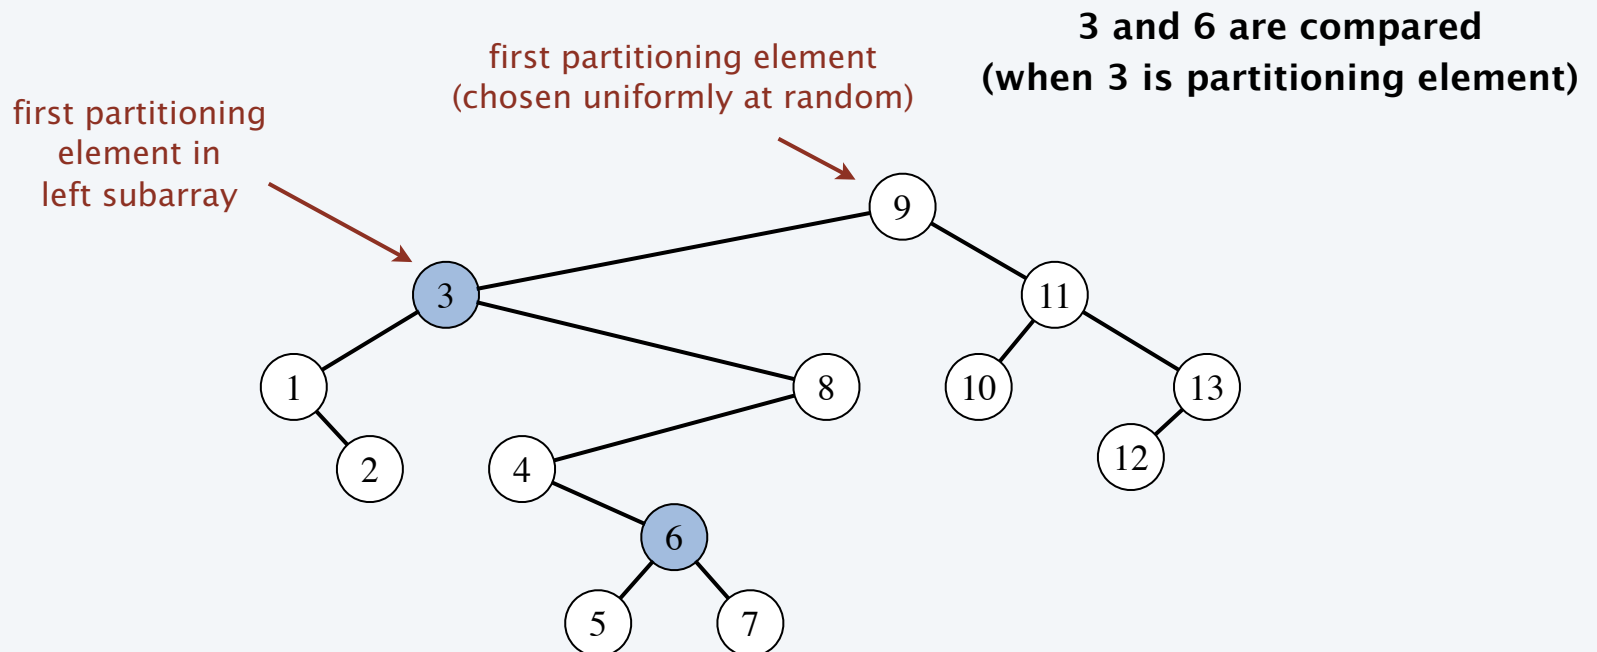 3 and 6 are compared
(when 3 is partitioning element)
first partitioning element
(chosen uniformly at random)
first partitioning
element in
left subarray
9
3
11
1
8
10
13
2
4
12
6
5
7